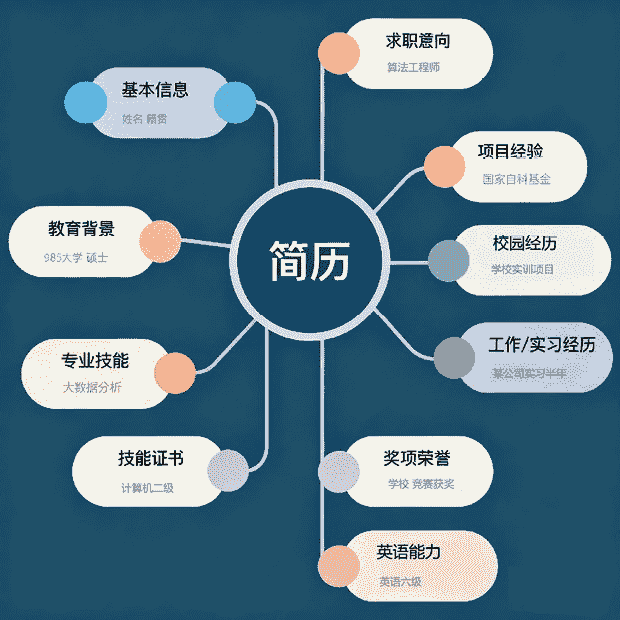 求职意向
算法工程师
基本信息
姓名 籍贯
项目经验
国家自科基金
教育背景
985大学 硕士
校园经历
学校实训项目
简历
工作/实习经历
某公司实习半年
专业技能
大数据分析
技能证书
计算机二级
奖项荣誉
学校 竞赛获奖
英语能力
英语六级